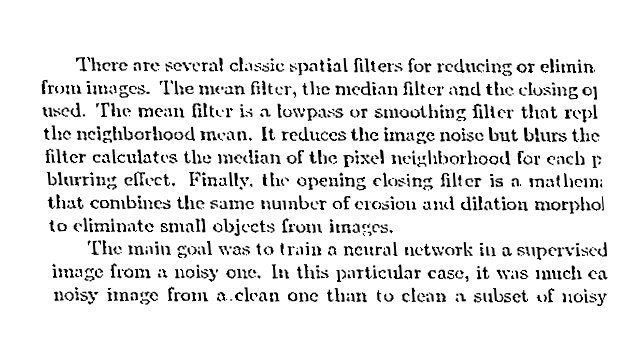 There are several classic spatial filters for reducing or elimin
from images. The mean filter, the median filter and the closing op
used. The mean filter is a lowpass or smoothing filter that repl
the neighborhood mean. It reduces the image noise but blurs the
filter calculates the median of the pixel neighborhood for each p
blurring effect. Finally, the opening closing filter is a mathema
that combines the same number of erosion and dilation morphol
to eliminate small objects from images.
The main goal was to train a neural network in a supervised
image from a noisy one. In this particular case, it was much ea
noisy image from a clean one than to clean a subset of noisy